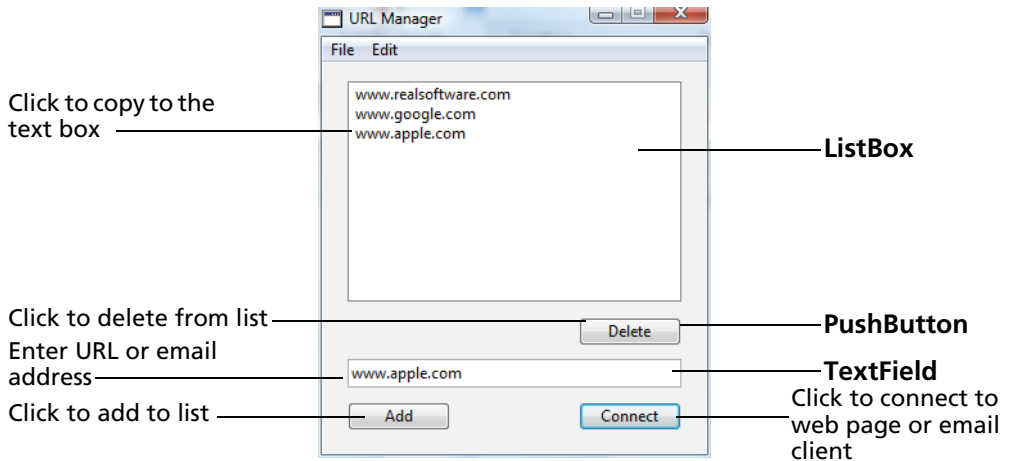 URL Manager
File Edit
Click to copy to the
text box
www.realsoftware.com
www.google.com
www.apple.com
ListBox
Click to delete from list
Delete
PushButton
Enter URL or email
address
www.apple.com
TextField
Click to add to list
Add
Connect
Click to connect to
web page or email
client